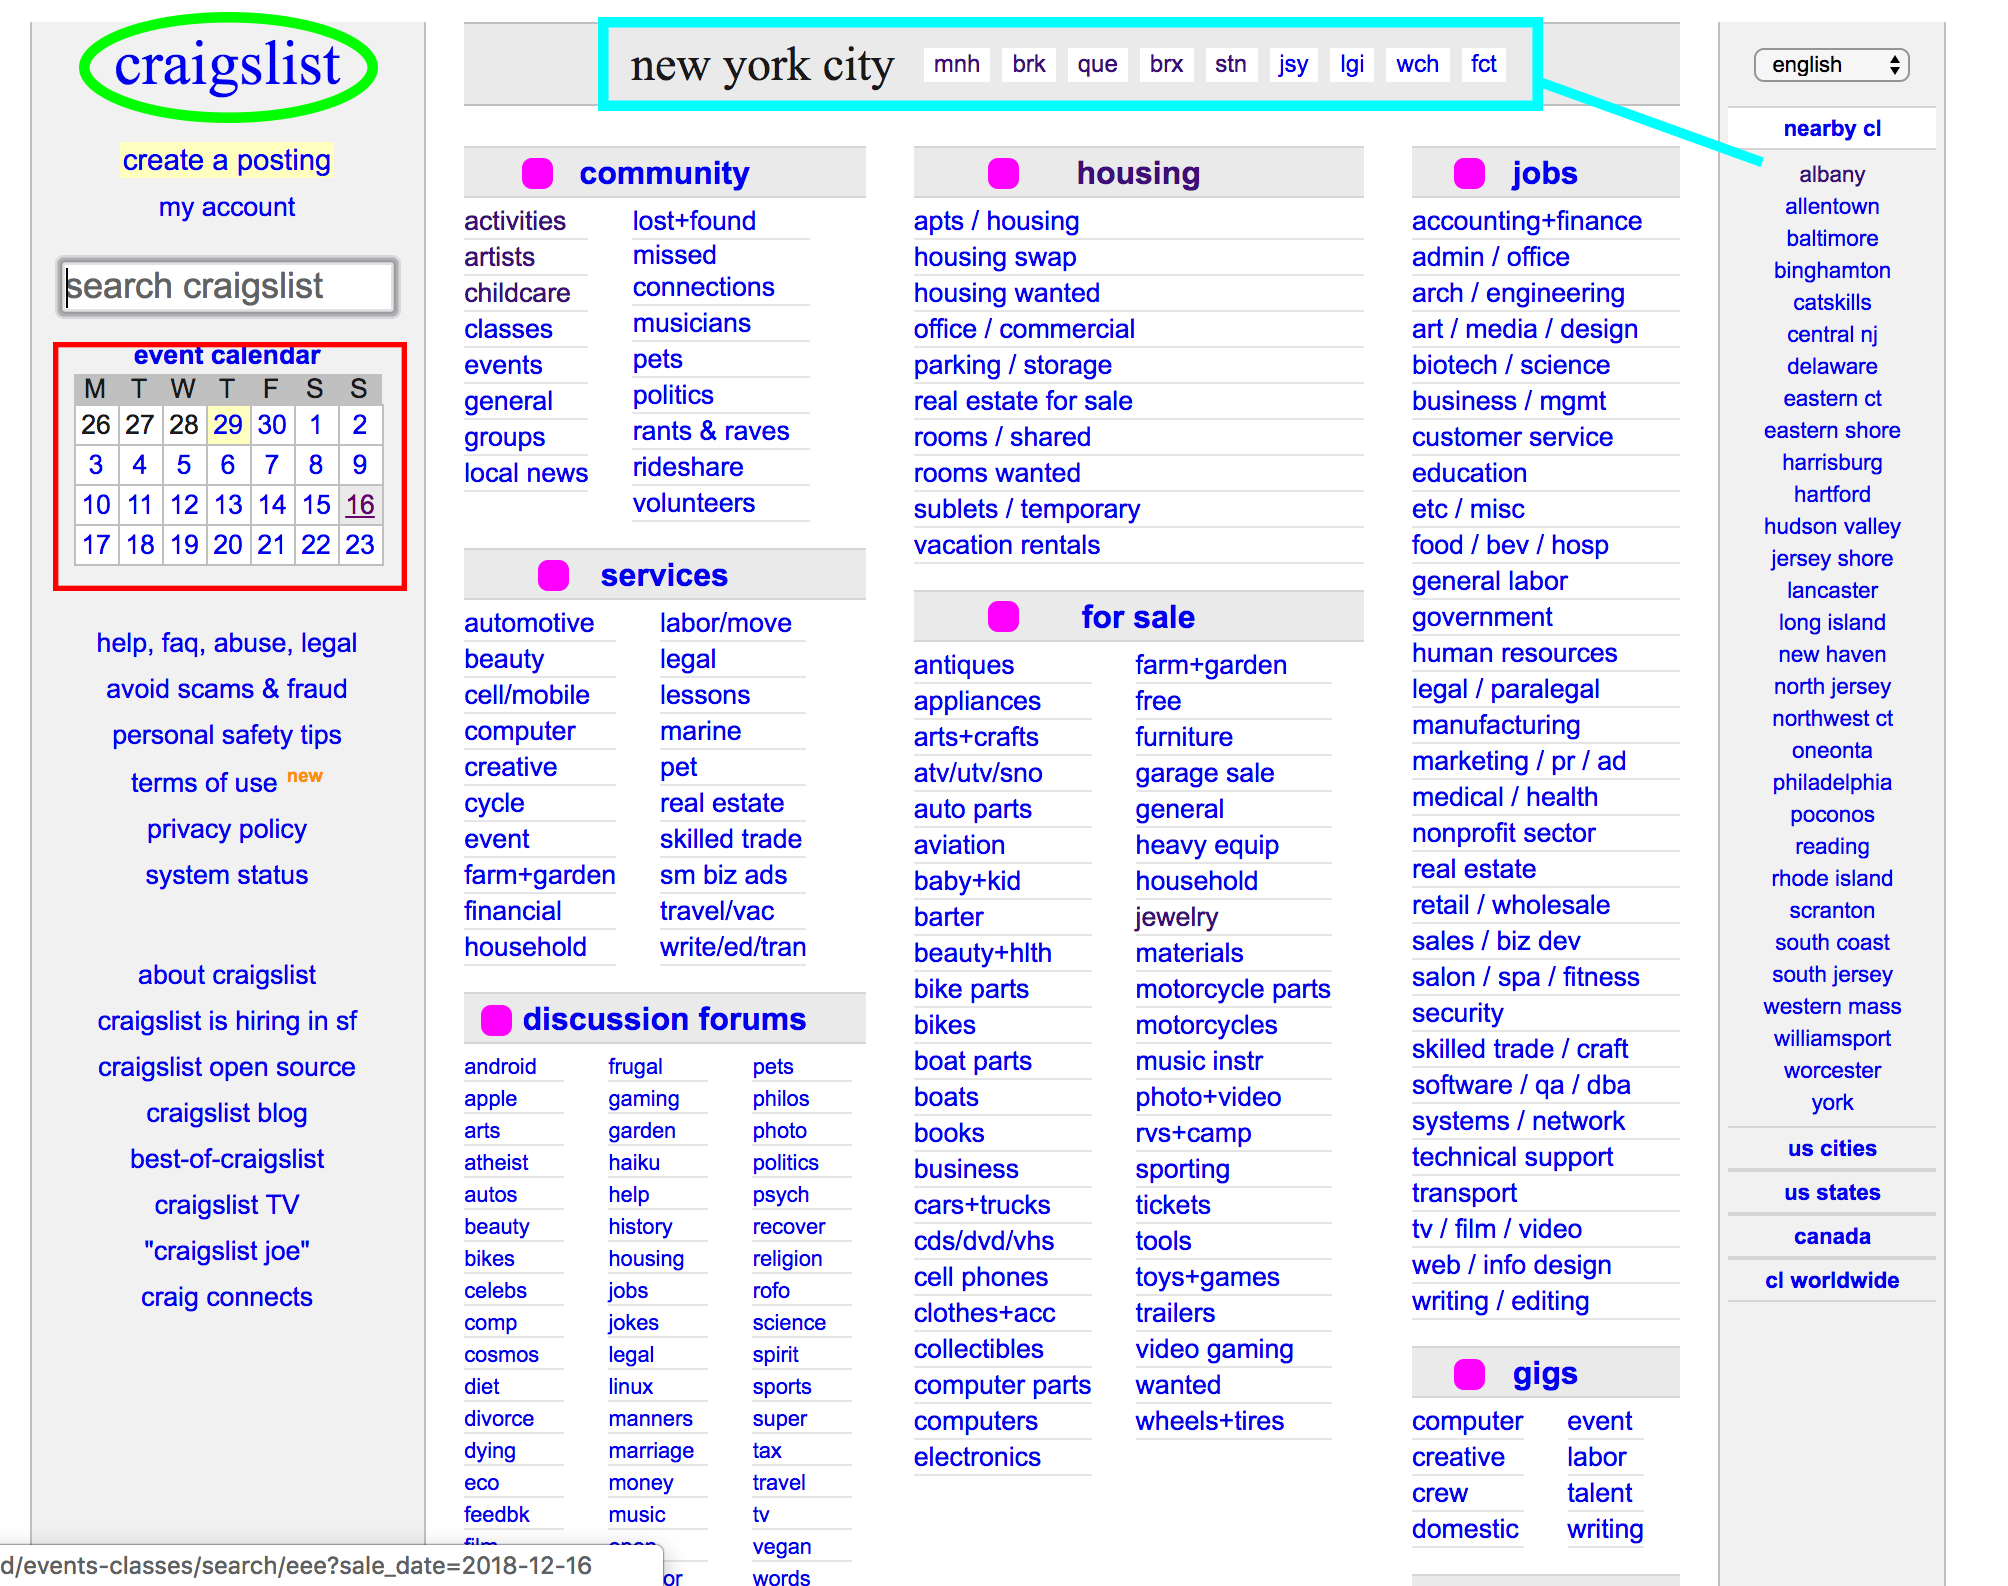 craigslist
create a posting
my account
search craigslist
event calendar
M T W T F S S
26 27 28 29 30 1 2
3 4 5 6 7 8 9
10 11 12 13 14 15 16
17 18 19 20 21 22 23
help, faq, abuse, legal
avoid scams & fraud
personal safety tips
terms of use new
privacy policy
system status
about craigslist
craigslist is hiring in sf
craigslist open source
craigslist blog
best-of-craigslist
craigslist TV
"craigslist joe"
craig connects
new york city mnh brk que brx stn jsy lgi wch fct
community
activities
artists
childcare
classes
events
general
groups
local news
lost+found
missed
connections
musicians
pets
politics
rants & raves
rideshare
volunteers
services
automotive
beauty
cell/mobile
computer
creative
cycle
event
farm+garden
financial
household
labor/move
legal
lessons
marine
pet
real estate
skilled trade
sm biz ads
travel/vac
write/ed/tran
discussion forums
android
apple
arts
atheist
autos
beauty
bikes
celebs
comp
cosmos
diet
divorce
dying
eco
feedbk
frugal
gaming
garden
haiku
help
history
housing
jobs
jokes
legal
linux
manners
marriage
money
music
pets
philos
photo
politics
psych
recover
religion
rofo
science
spirit
sports
super
tax
travel
tv
vegan
words
housing
apts / housing
housing swap
housing wanted
office / commercial
parking / storage
real estate for sale
rooms / shared
rooms wanted
sublets / temporary
vacation rentals
for sale
antiques
appliances
arts+crafts
atv/utv/sno
auto parts
aviation
baby+kid
barter
beauty+hlth
bike parts
bikes
boat parts
boats
books
business
cars+trucks
cds/dvd/vhs
cell phones
clothes+acc
collectibles
computer parts
computers
electronics
farm+garden
free
furniture
garage sale
general
heavy equip
household
jewelry
materials
motorcycle parts
motorcycles
music instr
photo+video
rvs+camp
sporting
tickets
tools
toys+games
trailers
video gaming
wanted
wheels+tires
jobs
accounting+finance
admin / office
arch / engineering
art / media / design
biotech / science
business / mgmt
customer service
education
etc / misc
food / bev / hosp
general labor
government
human resources
legal / paralegal
manufacturing
marketing / pr / ad
medical / health
nonprofit sector
real estate
retail / wholesale
sales / biz dev
salon / spa / fitness
security
skilled trade / craft
software / qa / dba
systems / network
technical support
transport
tv / film / video
web / info design
writing / editing
gigs
computer
creative
crew
domestic
event
labor
talent
writing
english
nearby cl
albany
allentown
baltimore
binghamton
catskills
central nj
delaware
eastern ct
eastern shore
harrisburg
hartford
hudson valley
jersey shore
lancaster
long island
new haven
north jersey
northwest ct
oneonta
philadelphia
poconos
reading
rhode island
scranton
south coast
south jersey
western mass
williamsport
worcester
york
us cities
us states
canada
cl worldwide
d/events-classes/search/eee?sale_date=2018-12-16